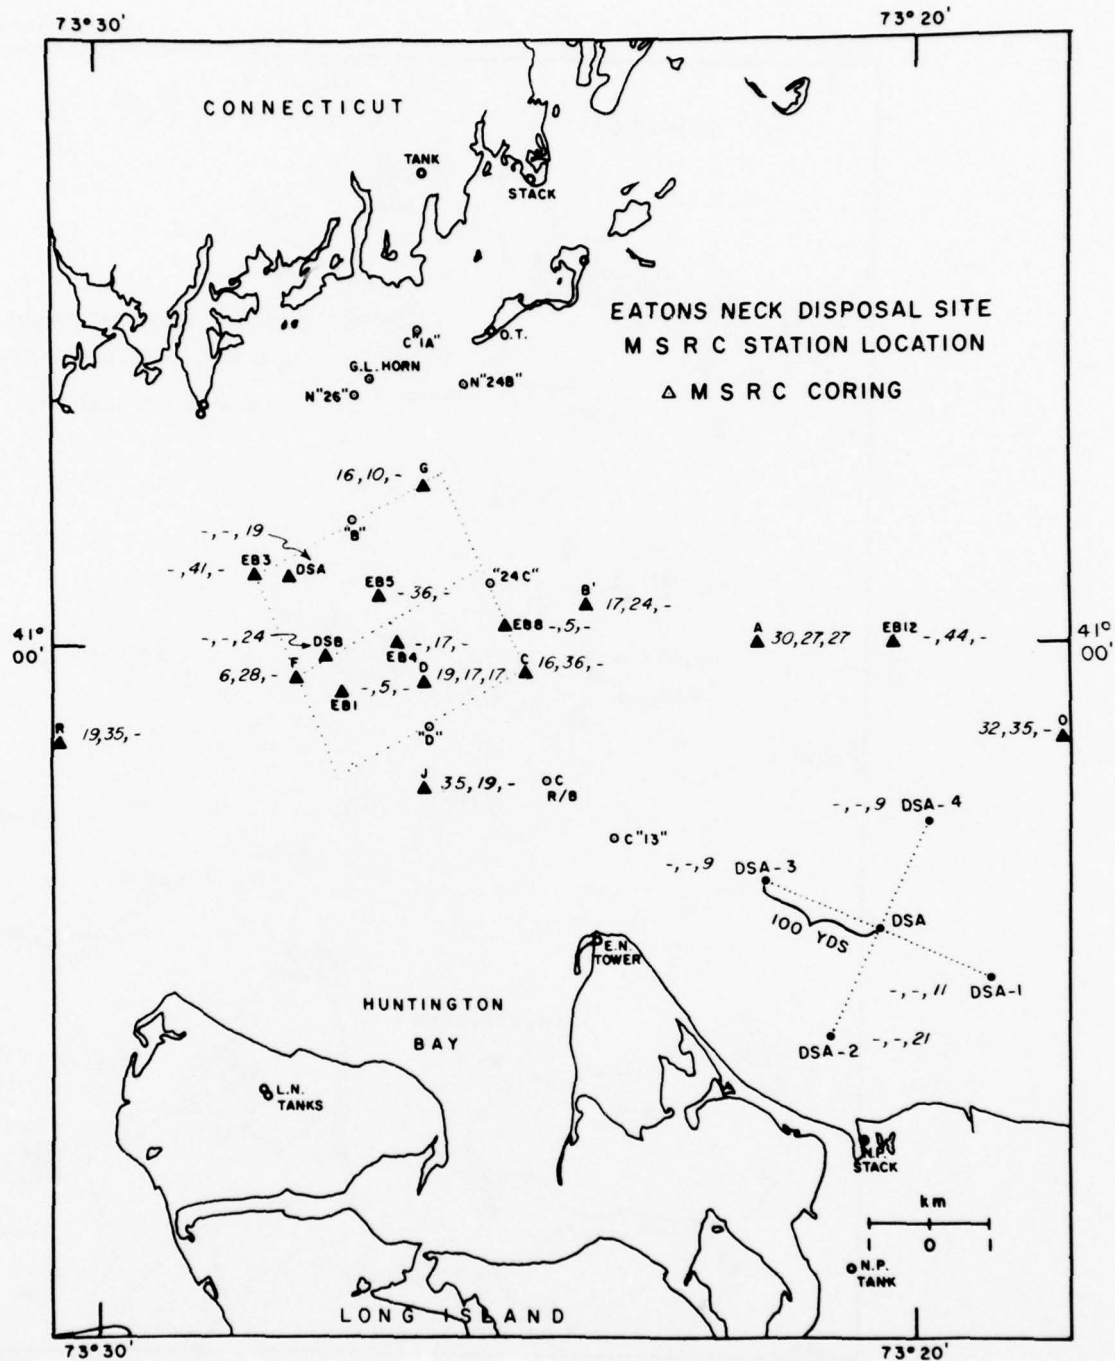 73°30'
73°20'
CONNECTICUT
TANK
STACK
EATONS NECK DISPOSAL SITE
MSRC STATION LOCATION
△ MSRC CORING
C"1A"
O.T.
G.L. HORN
N"24B"
N"26"
G
16,10,-
"B"
-,-,19
EB3
-,41,-
DSA
EB5
-36,-
"24C"
B'
17,24,-
EB8 -,5,-
41°
00'
-,-,24
DSB
EB4
-,17,-
A
30,27,27
EB12
-,44,-
41°
00'
F
6,28,-
EB1
-,5,-
D
19,17,17
C
16,36,-
R
19,35,-
"D"
O
32,35,-
J
35,19,-
C
R/B
C"13"
-,-,9 DSA-4
-,-,9 DSA-3
DSA
100 YDS
E.N.
TOWER
-,-,11 DSA-1
DSA-2 -,-,21
HUNTINGTON
BAY
L.N.
TANKS
N.P.
STACK
km
1 0 1
N.P.
TANK
LONG ISLAND
73°30'
73°20'